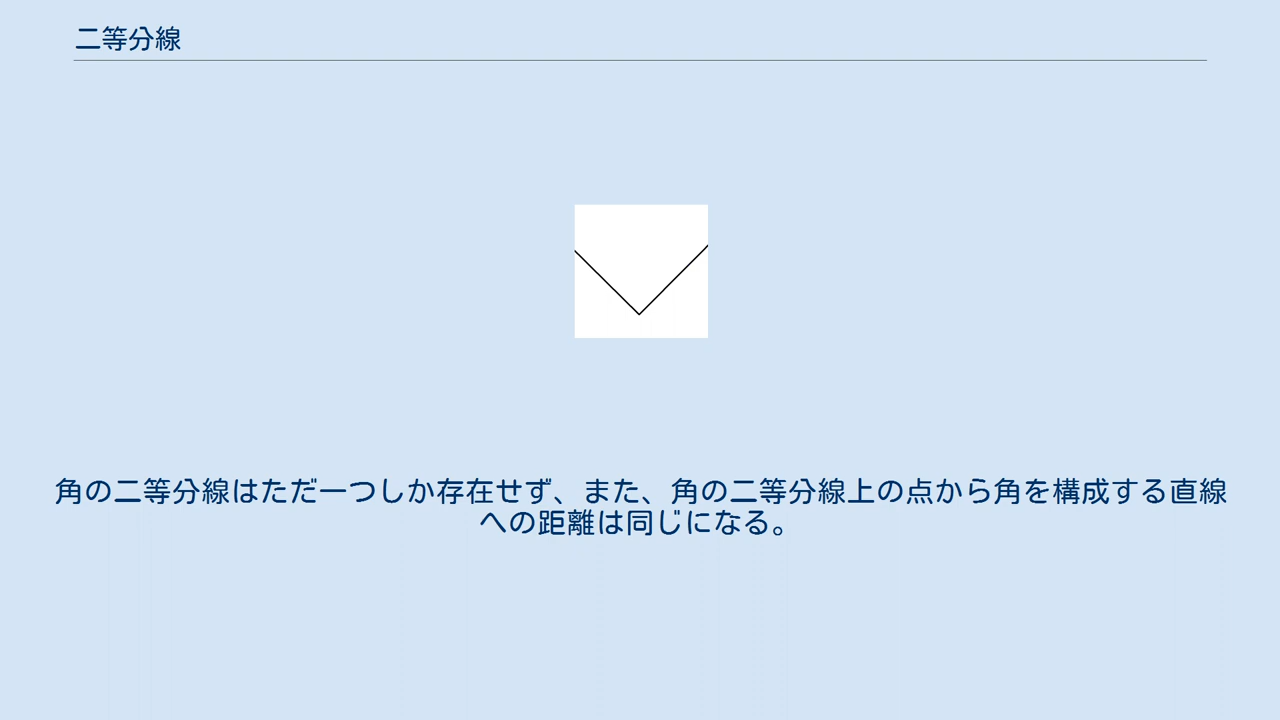 二等分線
角の二等分線はただ一つしか存在せず、また、角の二等分線上の点から角を構成する直線
への距離は同じになる。